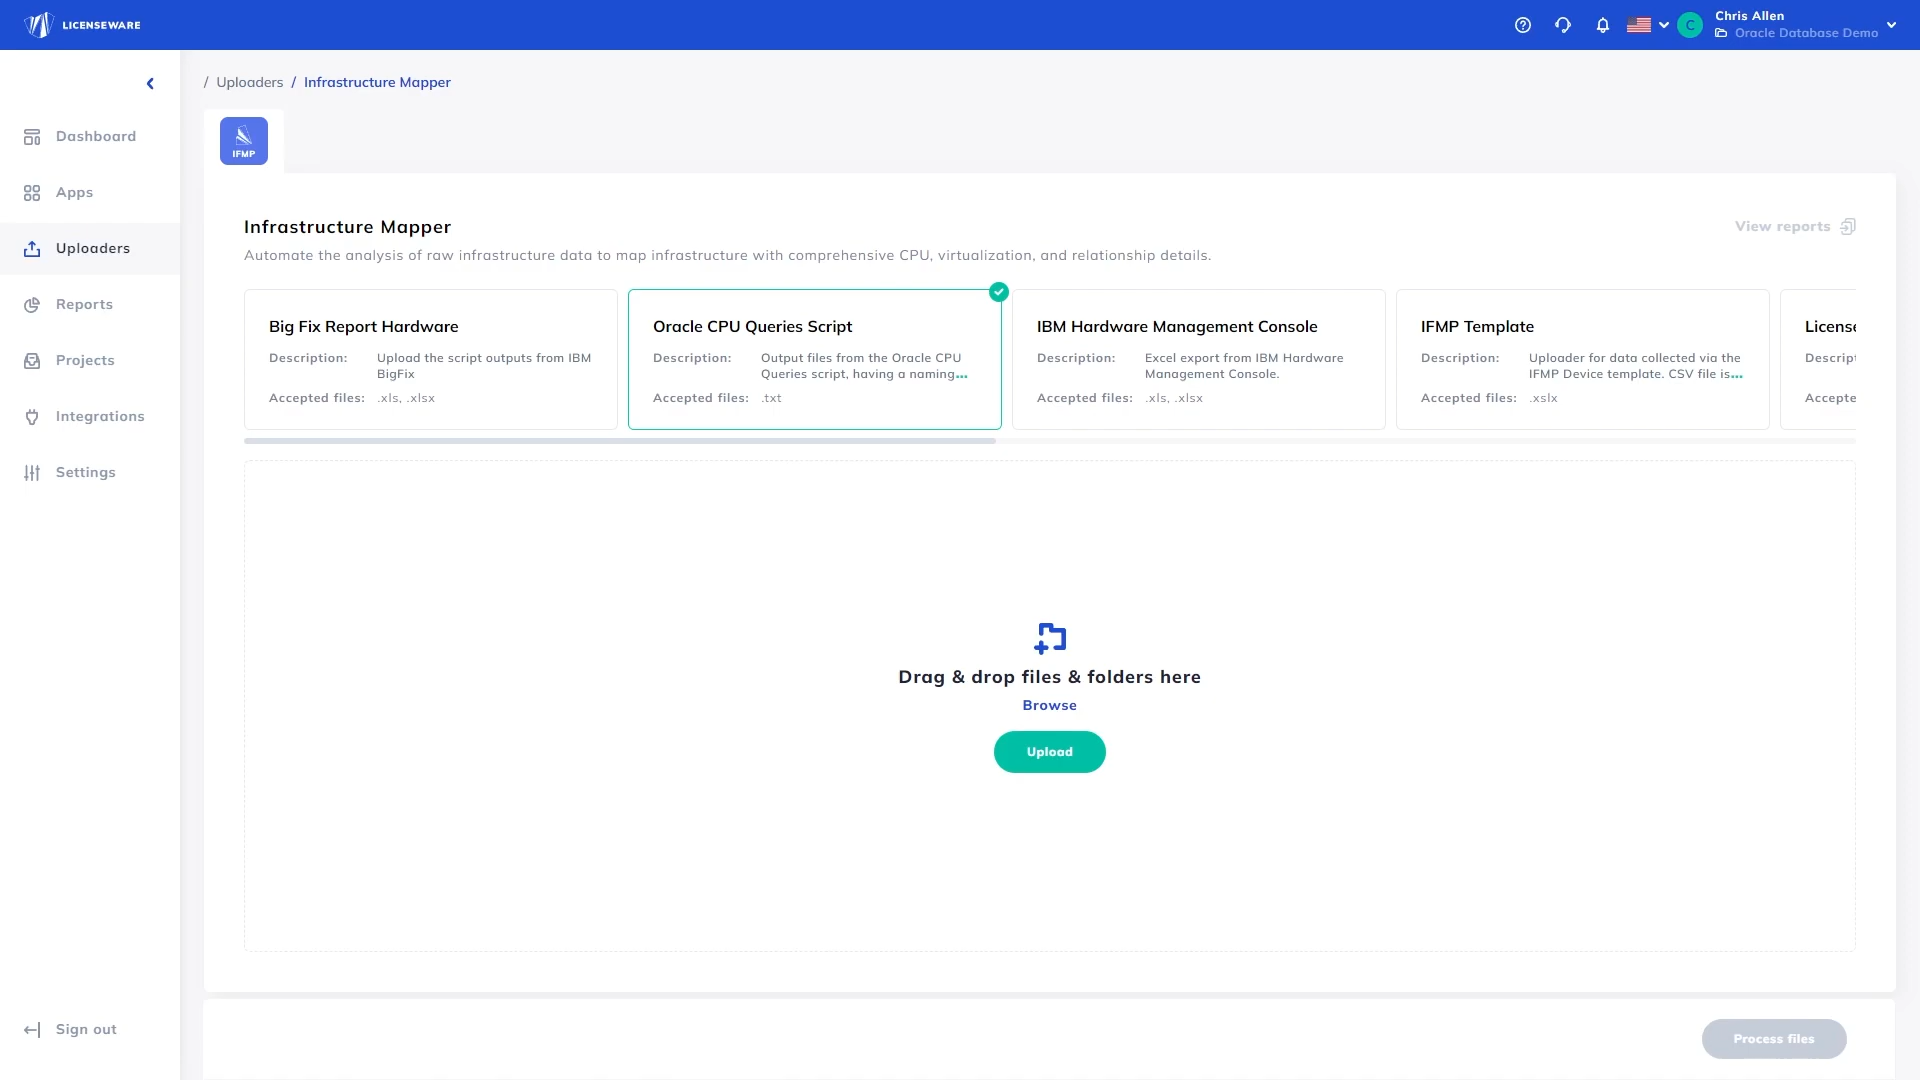 LICENSEWARE
C
Chris Allen
Oracle Database Demo
/ Uploaders / Infrastructure Mapper
Dashboard
Apps
Uploaders
Reports
Projects
Integrations
Settings
Sign out
IFMP
Infrastructure Mapper
View reports
Automate the analysis of raw infrastructure data to map infrastructure with comprehensive CPU, virtualization, and relationship details.
Big Fix Report Hardware
Description: Upload the script outputs from IBM
BigFix
Accepted files: .xls, .xlsx
Oracle CPU Queries Script
Description: Output files from the Oracle CPU
Queries script, having a naming...
Accepted files: .txt
IBM Hardware Management Console
Description: Excel export from IBM Hardware
Management Console.
Accepted files: .xls, .xlsx
IFMP Template
Description: Uploader for data collected via the
IFMP Device template. CSV file is...
Accepted files: .xslx
License
Descript
Accepte
Drag & drop files & folders here
Browse
Upload
Process files